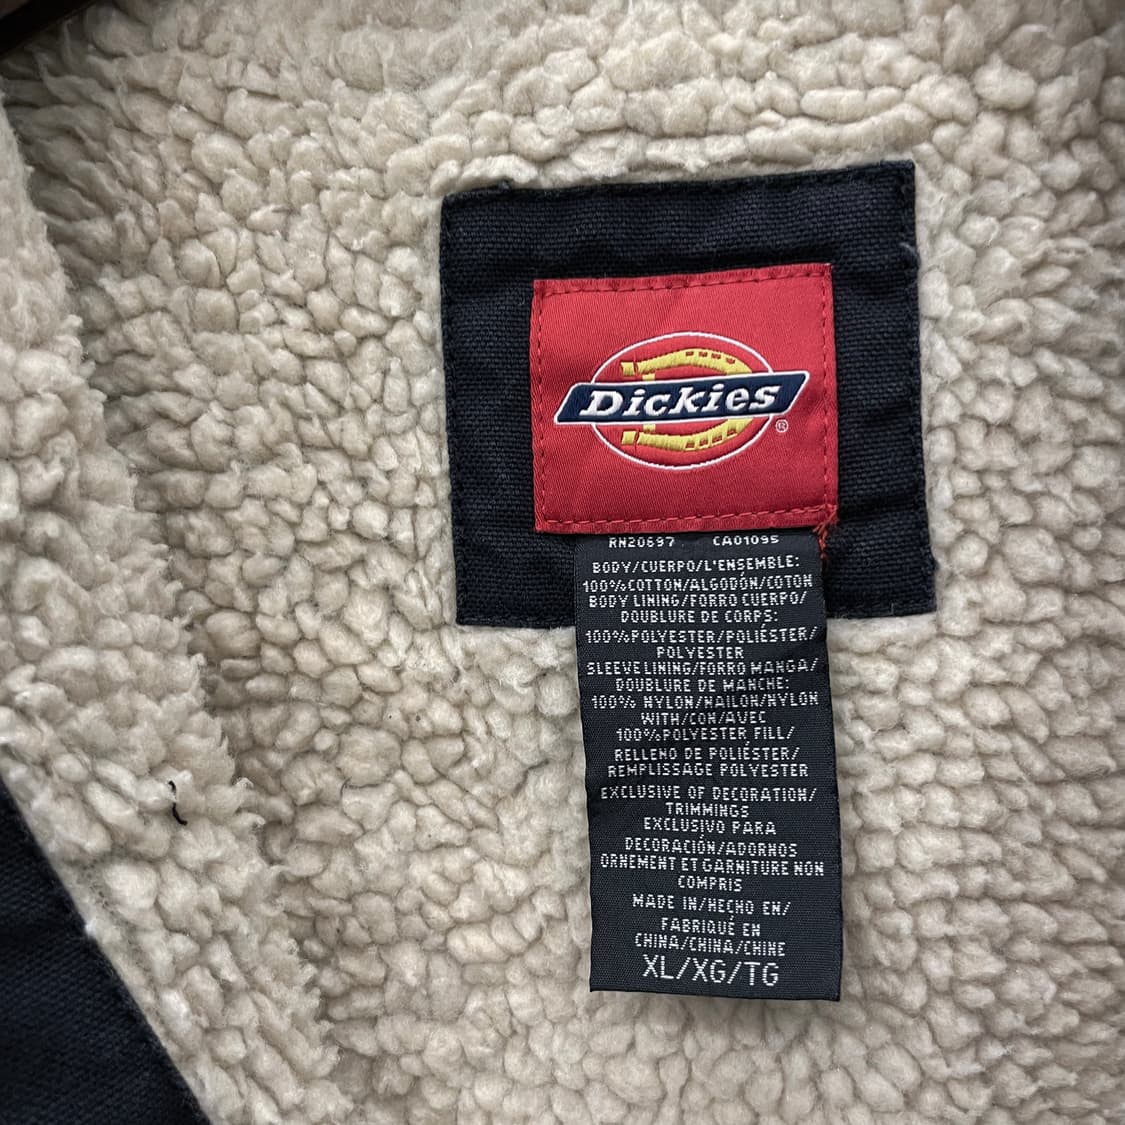 Dickies ®
RN20697 CA01095
BODY/CUERPO/L'ENSEMBLE:
100%COTTON/ALGODÓN/COTON
BODY LINING/FORRO CUERPO/
DOUBLURE DE CORPS:
100%POLYESTER/POLIÉSTER/
POLYESTER
SLEEVE LINING/FORRO MANGA/
DOUBLURE DE MANCHE:
100% NYLON/NAILON/NYLON
WITH/CON/AVEC
100%POLYESTER FILL/
RELLENO DE POLIÉSTER/
REMPLISSAGE POLYESTER
EXCLUSIVE OF DECORATION/
TRIMMINGS
EXCLUSIVO PARA
DECORACIÓN/ADORNOS
ORNEMENT ET GARNITURE NON
COMPRIS
MADE IN/HECHO EN/
FABRIQUÉ EN
CHINA/CHINA/CHINE
XL/XG/TG